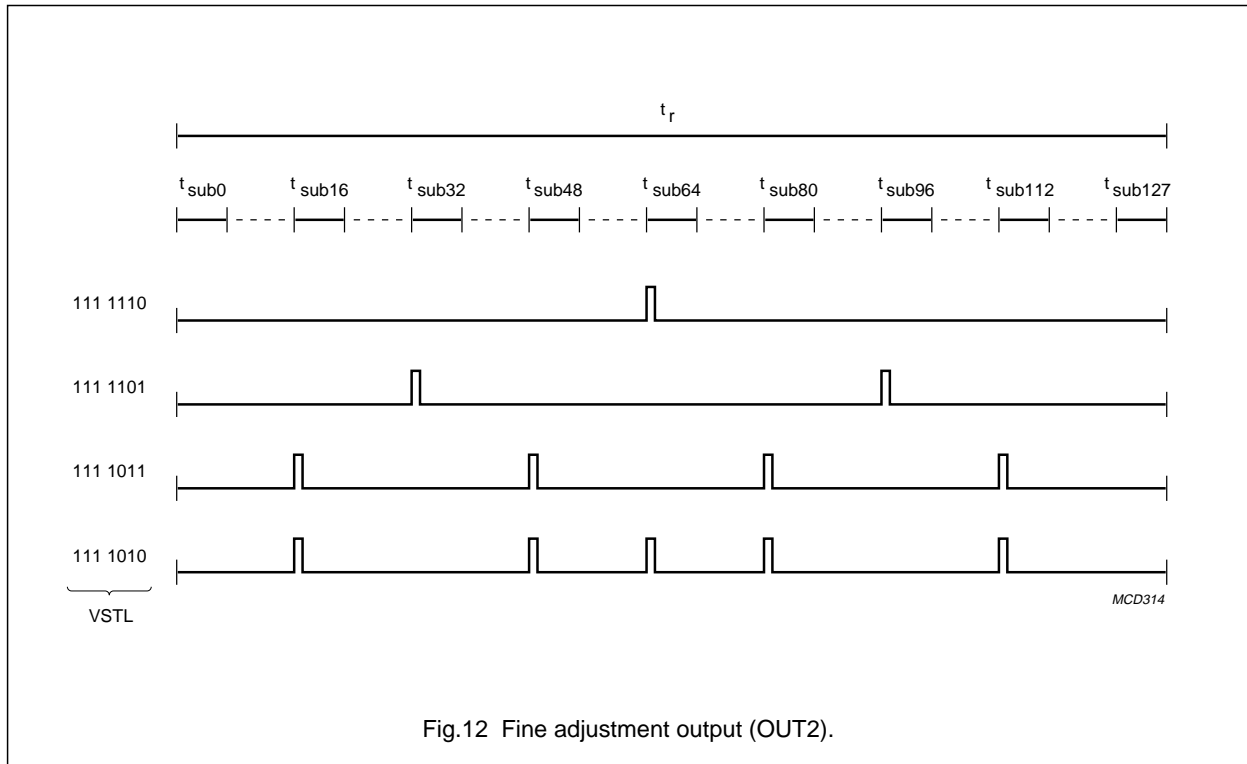 t r
t sub0 t sub16 t sub32 t sub48 t sub64 t sub80 t sub96 t sub112 t sub127
111 1110
111 1101
111 1011
111 1010
VSTL
MCD314
Fig.12 Fine adjustment output (OUT2).